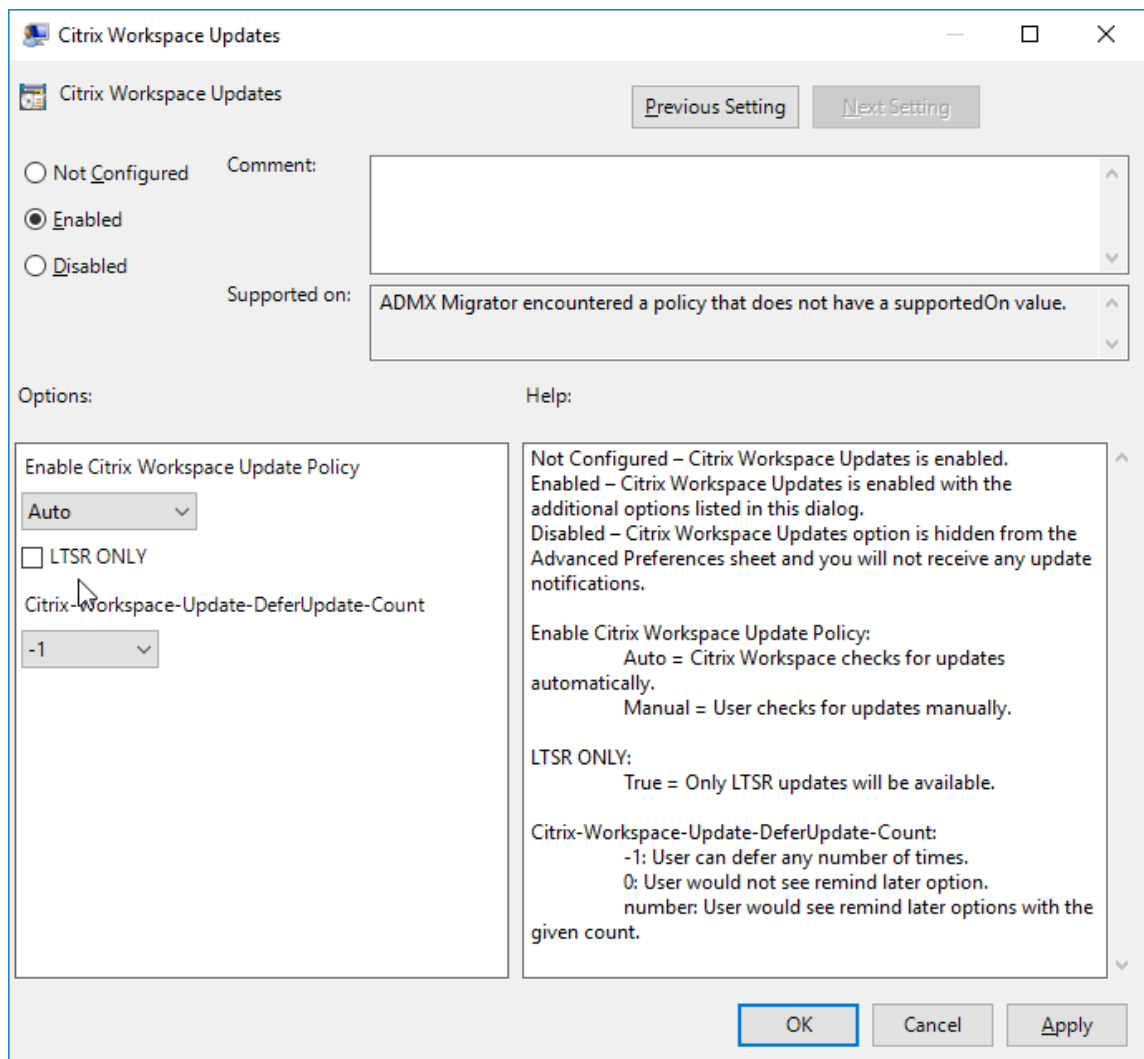 Citrix Workspace Updates
Citrix Workspace Updates
Previous Setting
Next Setting
Not Configured
Comment:
Enabled
Disabled
Supported on:
ADMX Migrator encountered a policy that does not have a supportedOn value.
Options:
Help:
Enable Citrix Workspace Update Policy
Auto
LTSR ONLY
Citrix-Workspace-Update-DeferUpdate-Count
-1
Not Configured – Citrix Workspace Updates is enabled.
Enabled – Citrix Workspace Updates is enabled with the
additional options listed in this dialog.
Disabled – Citrix Workspace Updates option is hidden from the
Advanced Preferences sheet and you will not receive any update
notifications.
Enable Citrix Workspace Update Policy:
Auto = Citrix Workspace checks for updates
automatically.
Manual = User checks for updates manually.
LTSR ONLY:
True = Only LTSR updates will be available.
Citrix-Workspace-Update-DeferUpdate-Count:
-1: User can defer any number of times.
0: User would not see remind later option.
number: User would see remind later options with the
given count.
OK
Cancel
Apply